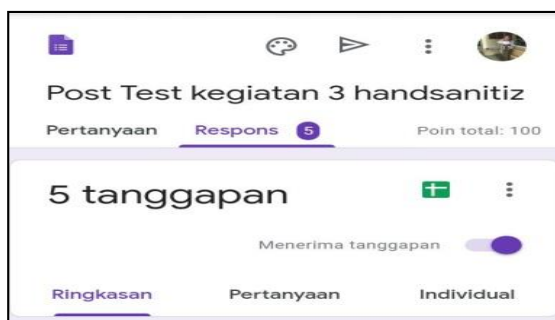 Post Test kegiatan 3 handsanitiz
Pertanyaan Respons 5 Poin total: 100
5 tanggapan
Menerima tanggapan
Ringkasan Pertanyaan Individual